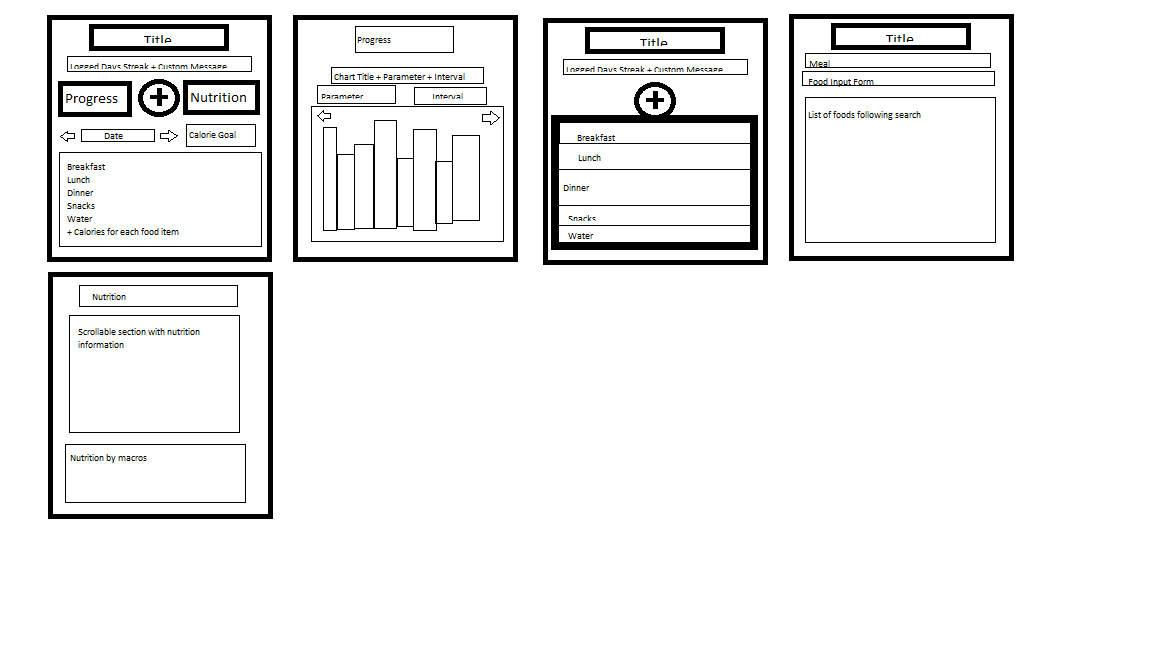 Title
Logged Days Streak + Custom Message
Progress
Nutrition
Date
Calorie Goal
Breakfast
Lunch
Dinner
Snacks
Water
+ Calories for each food item
Progress
Chart Title + Parameter + Interval
Parameter
Interval
Title
Logged Days Streak + Custom Message
Breakfast
Lunch
Dinner
Snacks
Water
Title
Meal
Food Input Form
List of foods following search
Nutrition
Scrollable section with nutrition
information
Nutrition by macros